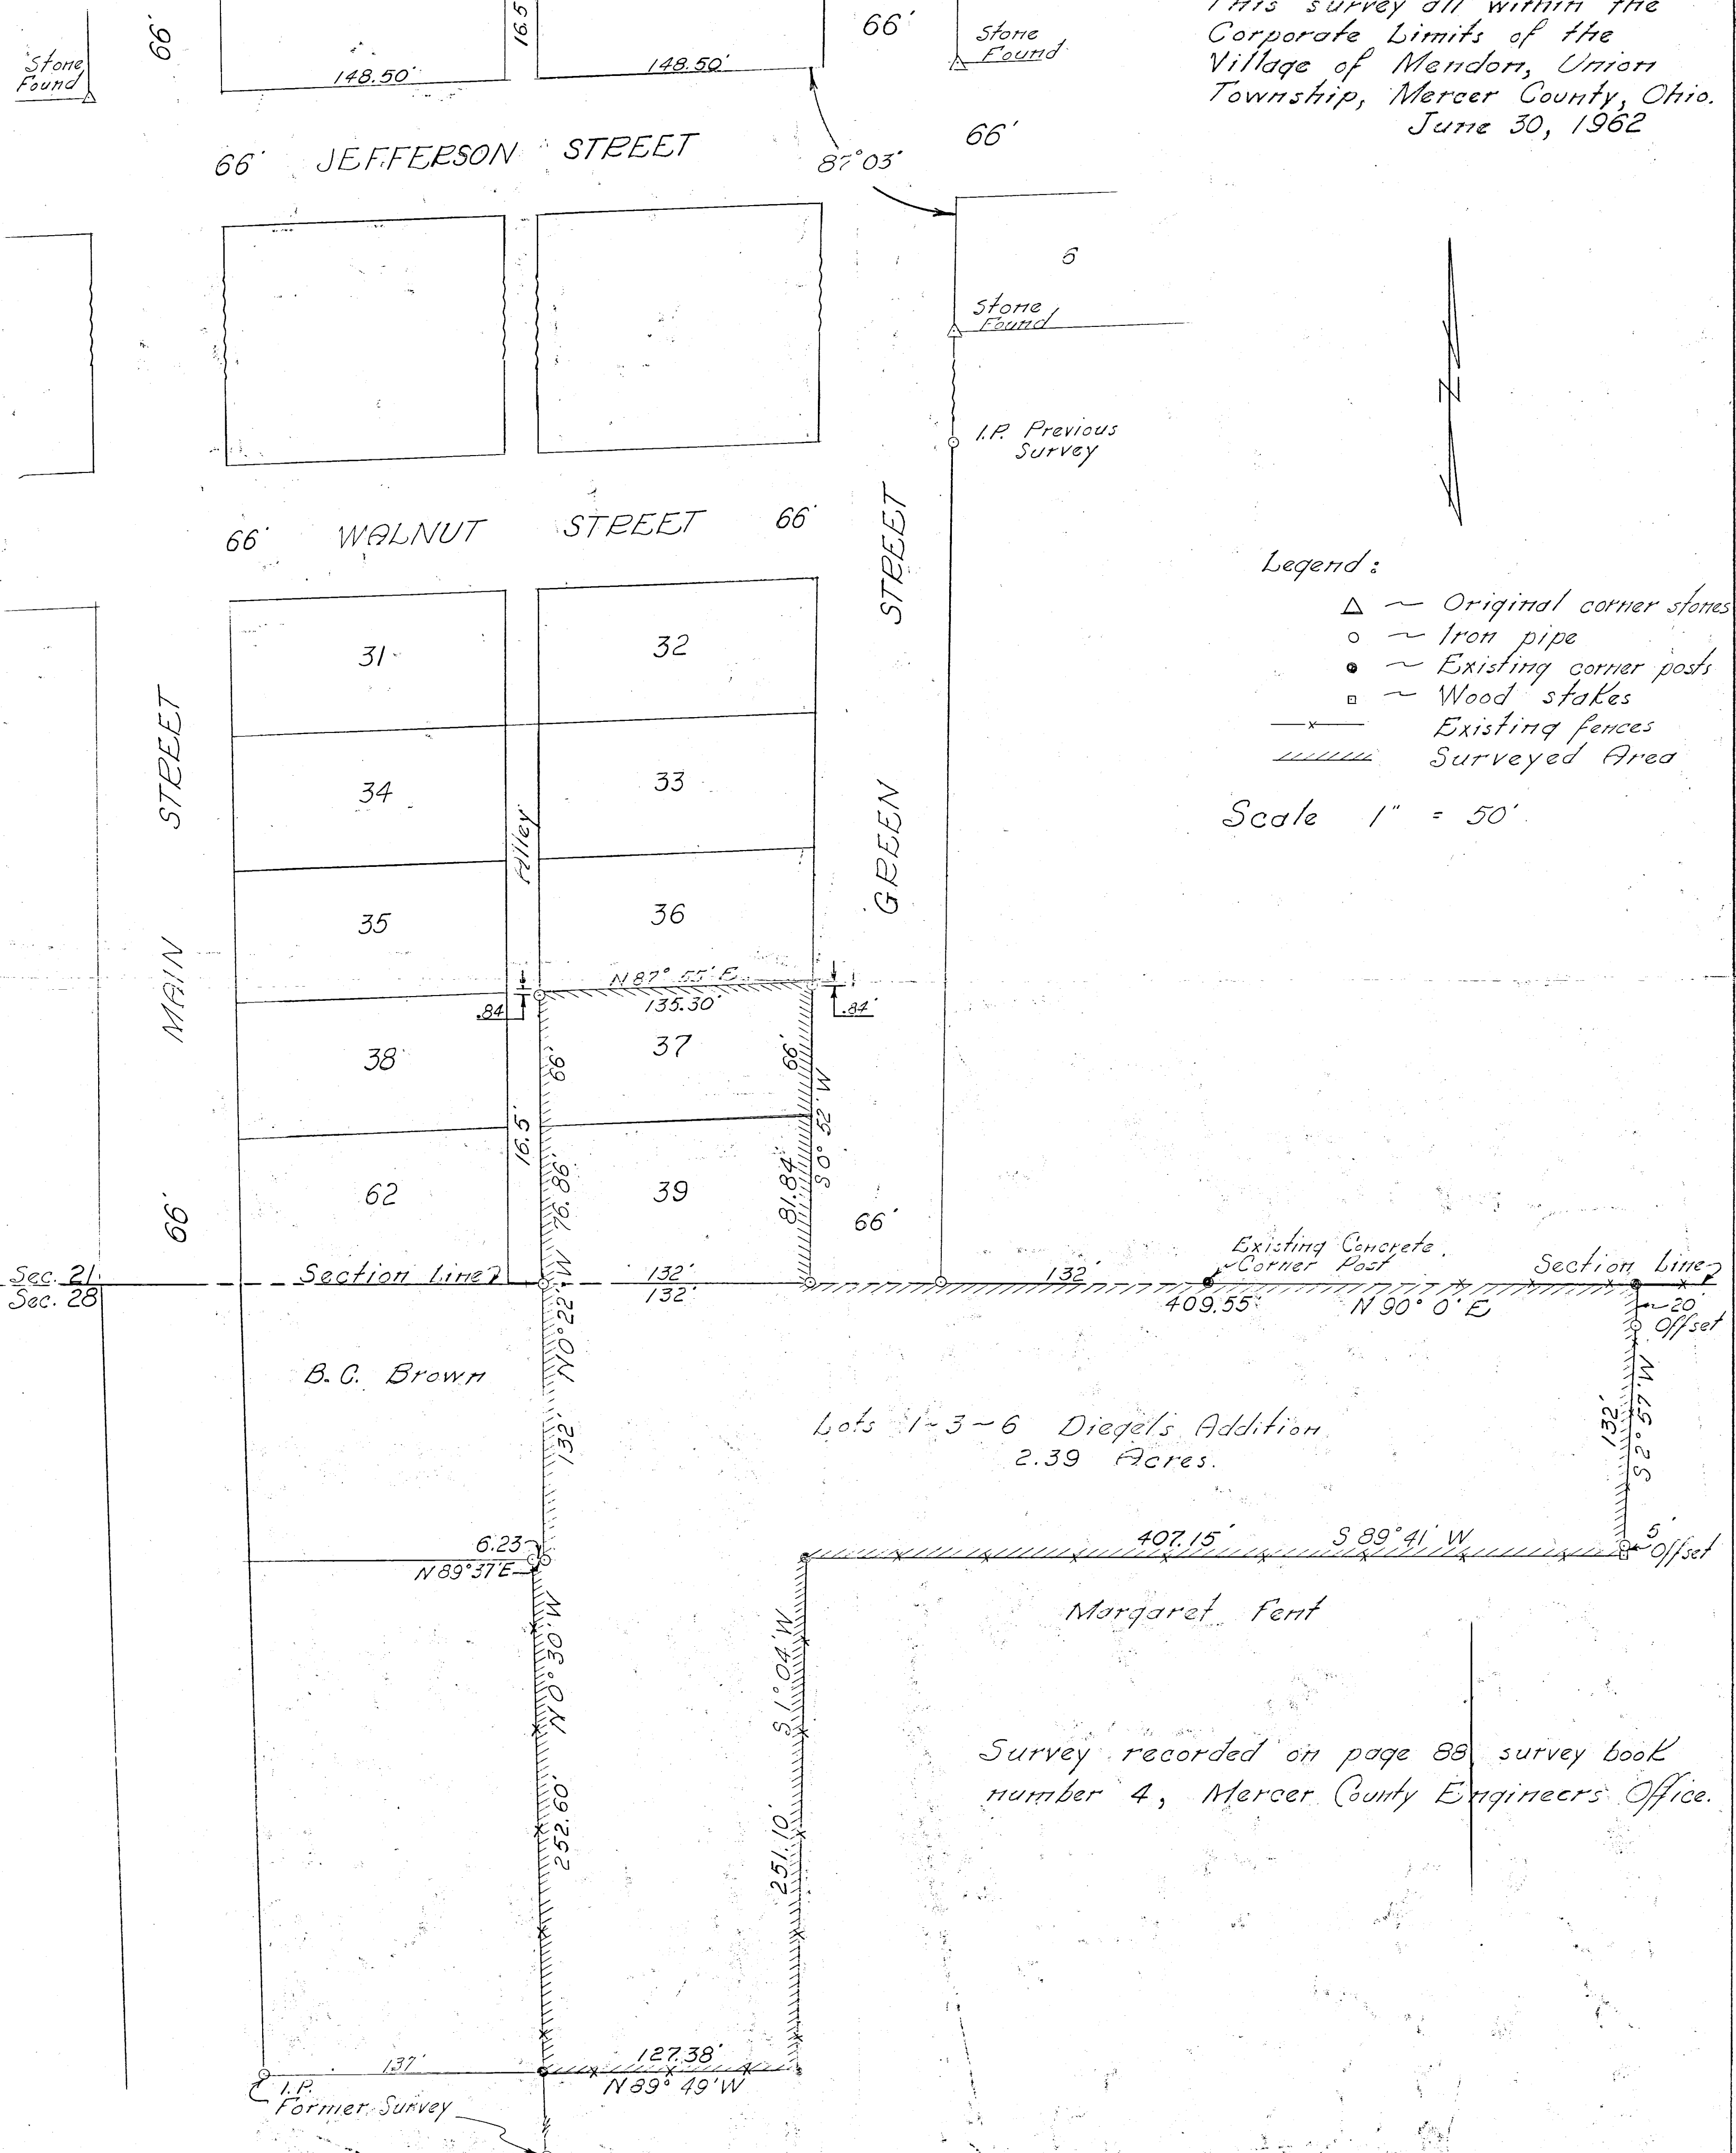 This survey all within the
Corporate Limits of the
Village of Mendon, Union
Township, Mercer County, Ohio.
June 30, 1962
Stone
Found
66'
16.5
148.50'
148.50'
66'
Stone
Found
66' JEFFERSON STREET
87°03'
66'
Stone
Found
I.P. Previous
Survey
66' WALNUT STREET 66'
MAIN STREET
GREEN STREET
Legend:
△ ~ Original corner stones
○ ~ Iron pipe
~ Existing corner posts
~ Wood stakes
—x— Existing fences
Surveyed Area
Scale 1" = 50'
31
32
34
33
Alley
35
36
N 87° 55' E
135.30'
.84
.84'
38
37
66'
66'
S 0° 52' W
16.5'
62
39
76.86'
81.84'
66'
66'
Sec. 21
Sec. 28
Section Line
132'
132'
132'
Existing Concrete
Corner Post
Section Line
409.55'
N 90° 0' E
20
Offset
B.C. Brown
N 0° 22' W
132'
Lots 1~3~6 Diegel's Addition
2.39 Acres.
132'
S 2° 57' W
6.23
N 89° 37' E
407.15'
S 89° 41' W
5'
Offset
Margaret Fent
N 0° 30' W
252.60'
S 1° 04' W
251.10'
Survey recorded on page 88 survey book
number 4, Mercer County Engineers Office.
137'
127.38'
N 89° 49' W
I.P.
Former Survey
N